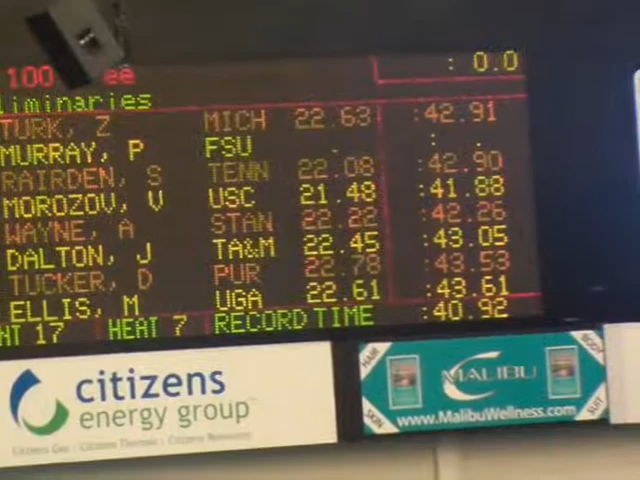 100 ee
: 0.0
liminaries
TURK, Z MICH 22.63 :42.91
MURRAY, P FSU . : .
RAIRDEN, S TENN 22.08 :42.90
MOROZOV, V USC 21.48 :41.88
WAYNE, A STAN 22.22 :42.26
DALTON, J TA&M 22.45 :43.05
TUCKER, D PUR 22.78 :43.53
ELLIS, M UGA 22.61 :43.61
NT 17 HEAT 7 RECORD TIME :40.92
citizens
energy group
Citizens Gas | Citizens Thermal | Citizens Resources
HAIR
BODY
MALIBU
SKIN
SUIT
www.MalibuWellness.com